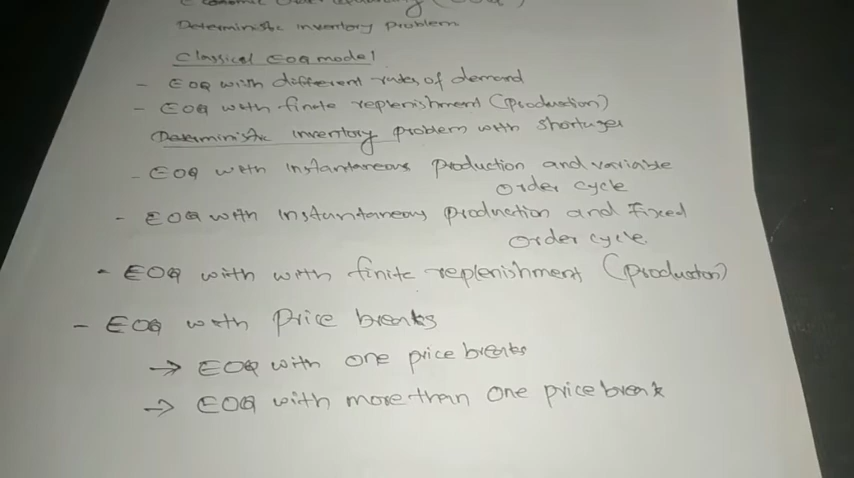 Deterministic inventory Problem
Classical EOQ model
- EOQ with different rates of demand
- EOQ with finite replenishment (Production)
Deterministic inventory problem with shortages
- EOQ with instantaneous production and variable
order cycle
- EOQ with instantaneous production and fixed
order cycle
- EOQ with with finite replenishment (production)
- EOQ with Price breaks
→ EOQ with one price breaks
→ EOQ with more than one price break